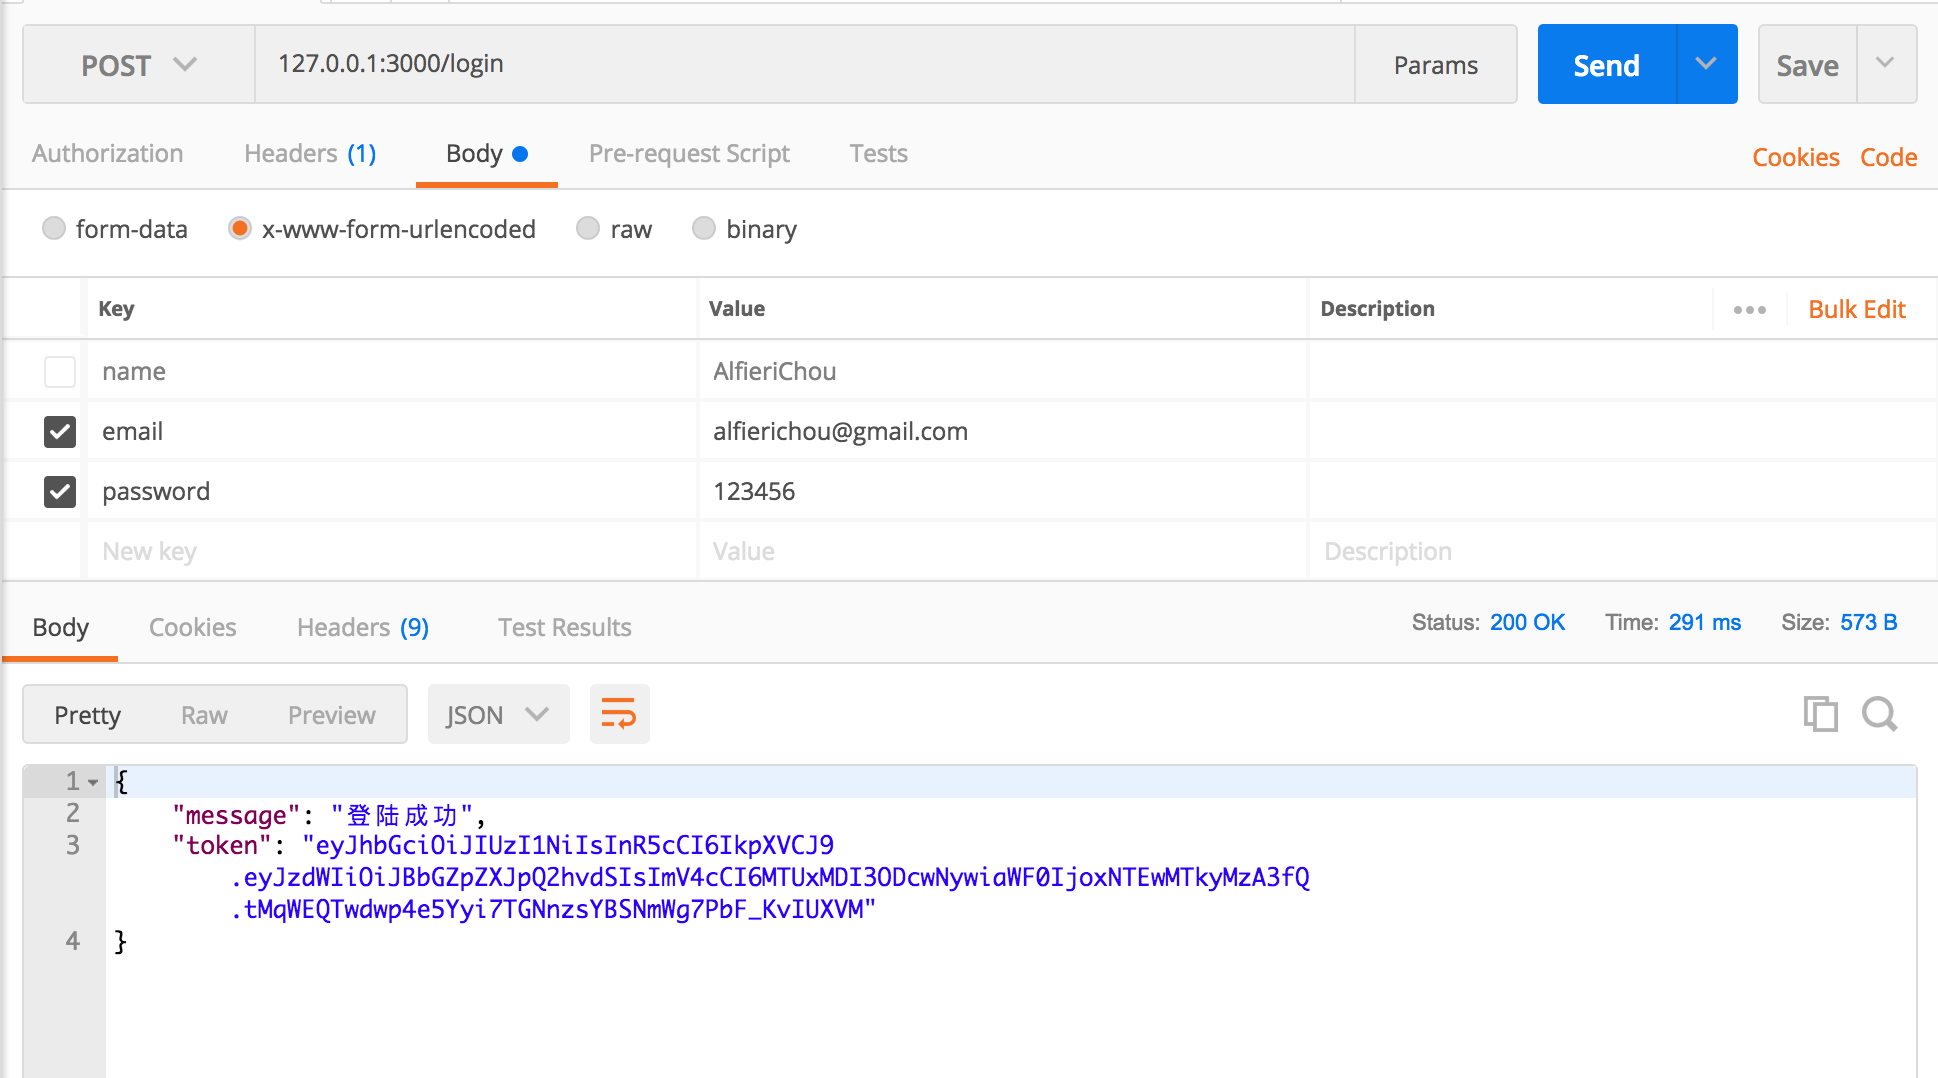 POST 127.0.0.1:3000/login Params Send Save
Authorization Headers (1) Body Pre-request Script Tests Cookies Code
form-data x-www-form-urlencoded raw binary
Key Value Description Bulk Edit
name AlfieriChou
email alfierichou@gmail.com
password 123456
New key Value Description
Body Cookies Headers (9) Test Results Status: 200 OK Time: 291 ms Size: 573 B
Pretty Raw Preview JSON
1 {
2 "message": "登陆成功",
3 "token": "eyJhbGciOiJIUzI1NiIsInR5cCI6IkpXVCJ9
.eyJzdWIiOiJBbGZpZXJpQ2hvdSIsImV4cCI6MTUxMDI3ODcwNywiaWF0IjoxNTEwMTkyMzA3fQ
.tMqWEQTwdwp4e5Yyi7TGNnzsYBSNmWg7PbF_KvIUXVM"
4 }